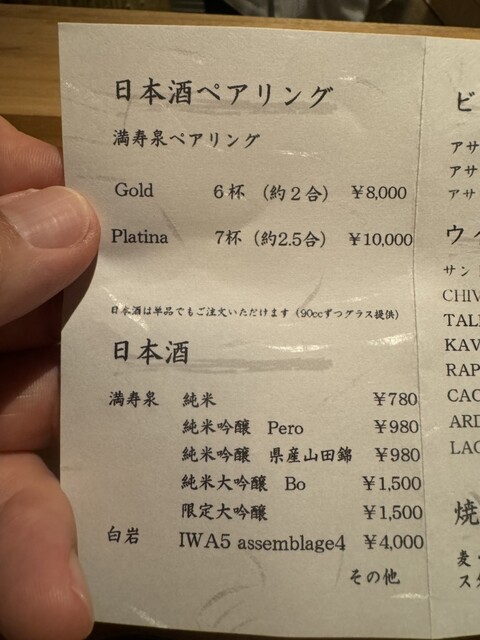 日本酒ペアリング
満寿泉ペアリング
Gold 6杯 (約2合) ¥8,000
Platina 7杯 (約2.5合) ¥10,000
日本酒は単品でもご注文いただけます (90ccずつグラス提供)
日本酒
満寿泉 純米 ¥780
純米吟醸 Pero ¥980
純米吟醸 県産山田錦 ¥980
純米大吟醸 Bo ¥1,500
限定大吟醸 ¥1,500
白岩 IWA5 assemblage4 ¥4,000
その他
ビ
アサ
アサ
アサ
ウイ
サン
CHIV
TALI
KAV
RAP
CAO
ARD
LAG
焼
麦